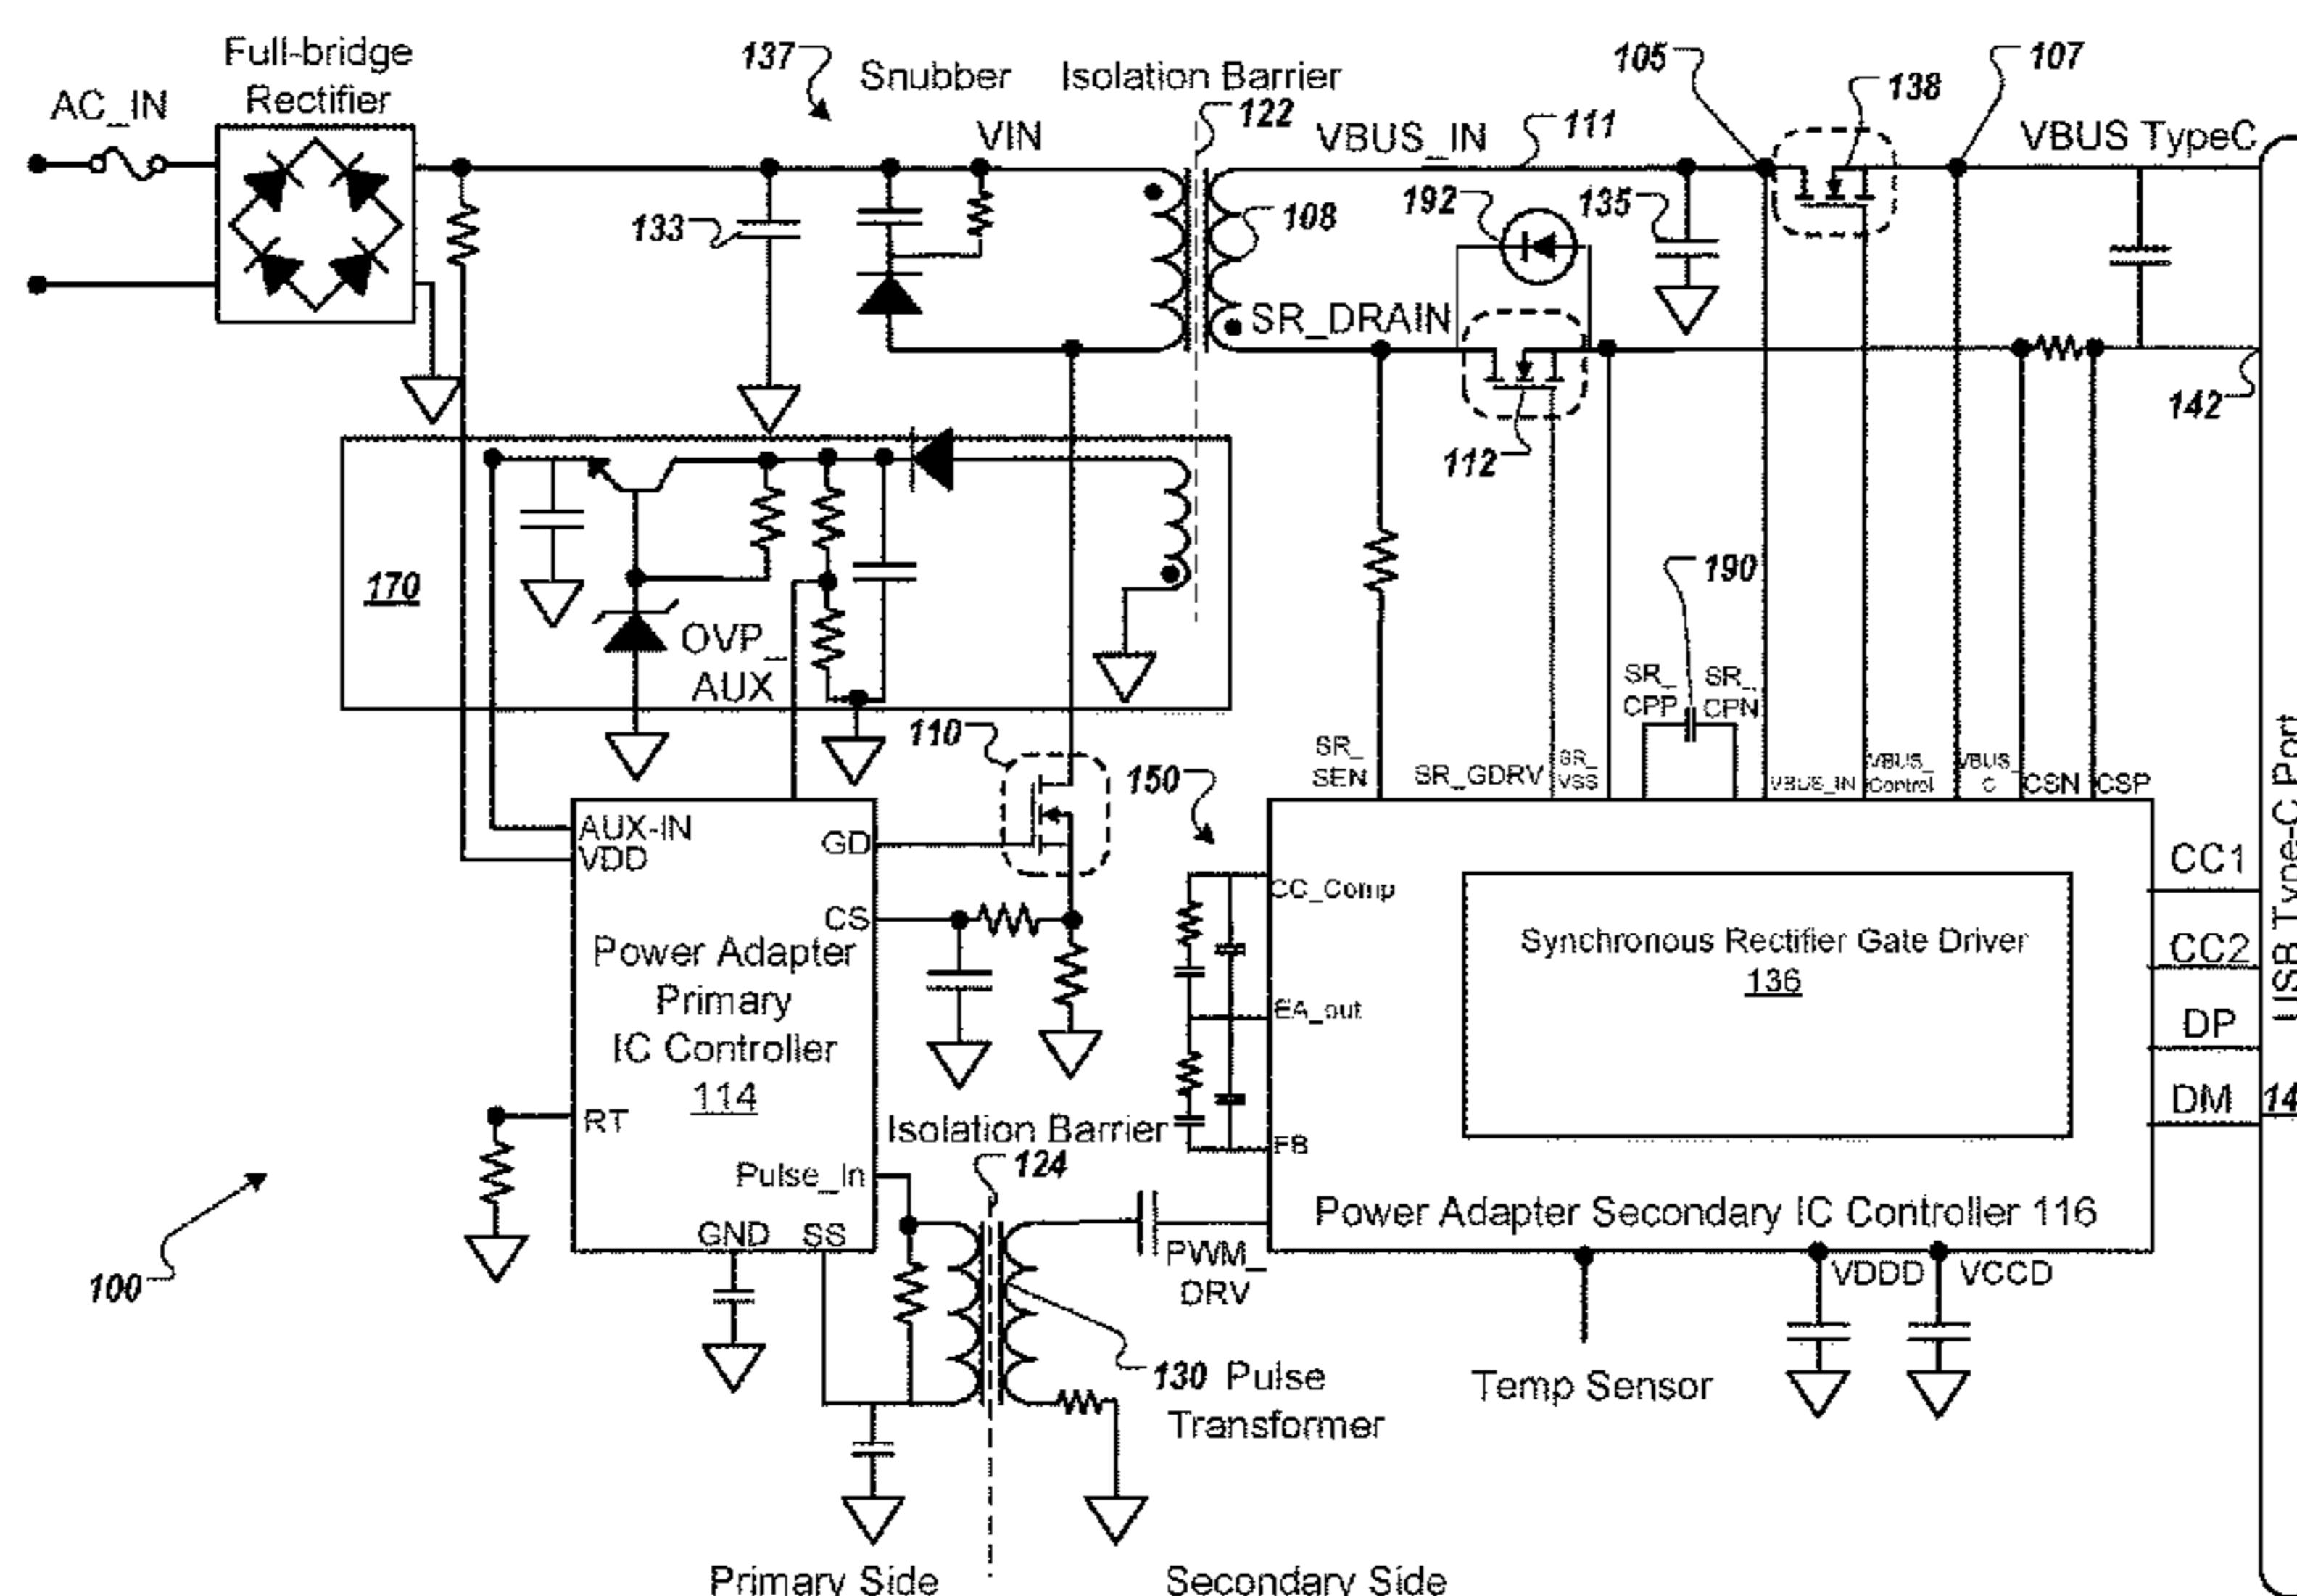 Full-bridge
Rectifier
AC_IN
137
Snubber
Isolation Barrier
122
VIN
VBUS_IN
111
105
107
138
VBUS TypeC
133
108
192
135
SR_DRAIN
112
142
170
OVP_
AUX
190
SR_
CPP
SR_
CPN
110
150
SR_
SEN
SR_GDRV
SR_
VSS
VBUS_IN
VBUS_
Control
VBUS_
C
CSN
CSP
USB Type-C Port
AUX-IN
VDD
GD
CS
Power Adapter
Primary
IC Controller
114
RT
Pulse_In
GND
SS
CC_Comp
EA_out
FB
Synchronous Rectifier Gate Driver
136
Power Adapter Secondary IC Controller 116
CC1
CC2
DP
DM
14
Isolation Barrier
124
PWM_
DRV
VDDD
VCCD
100
130 Pulse
Transformer
Temp Sensor
Primary Side
Secondary Side